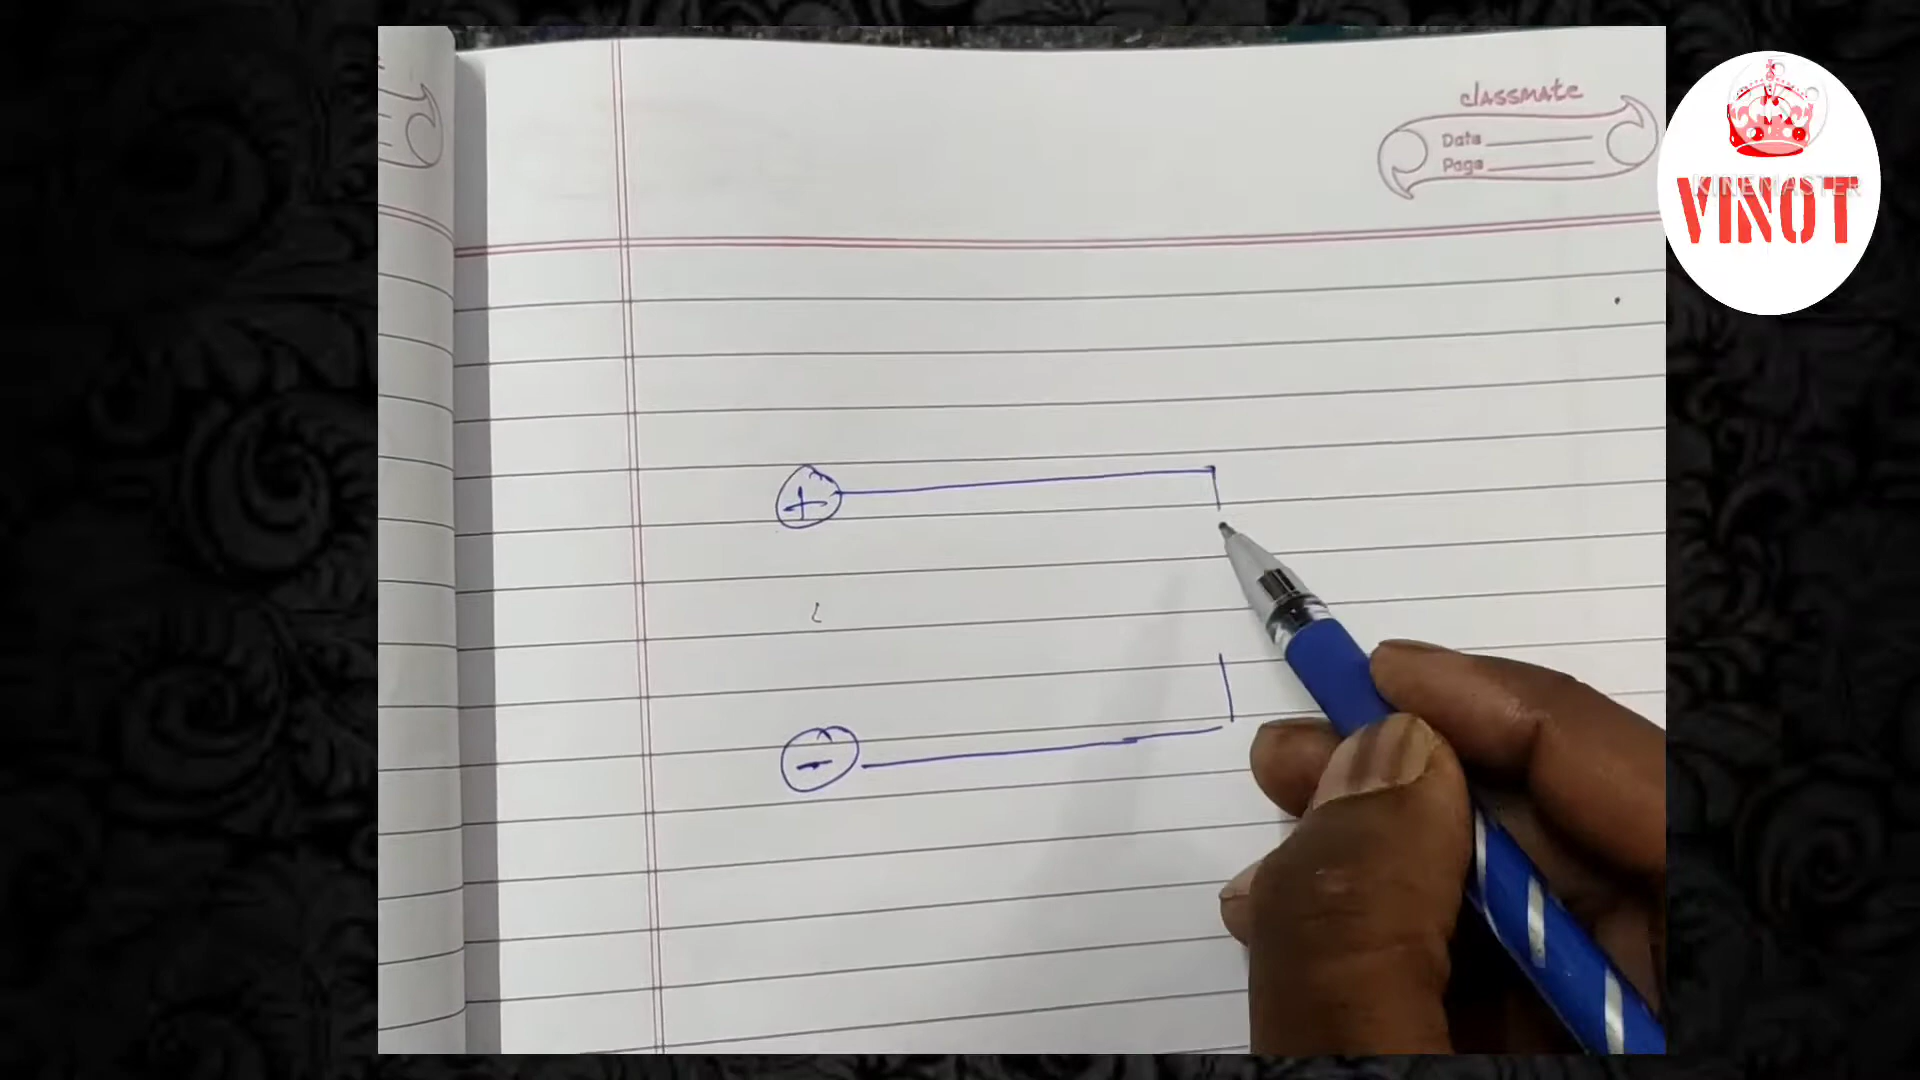 classmate
Date
Page
KINEMASTER
VINOT
+
-